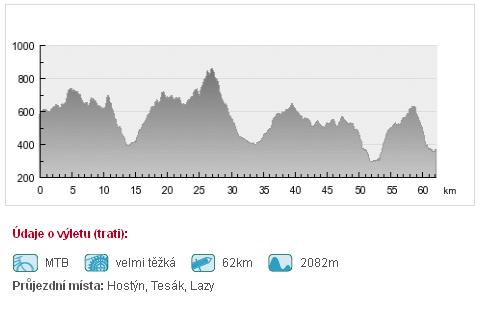 1000
800
600
400
200
0 5 10 15 20 25 30 35 40 45 50 55 60 km
Údaje o výletu (trati):
MTB velmi těžká 62km 2082m
Průjezdní místa: Hostýn, Tesák, Lazy